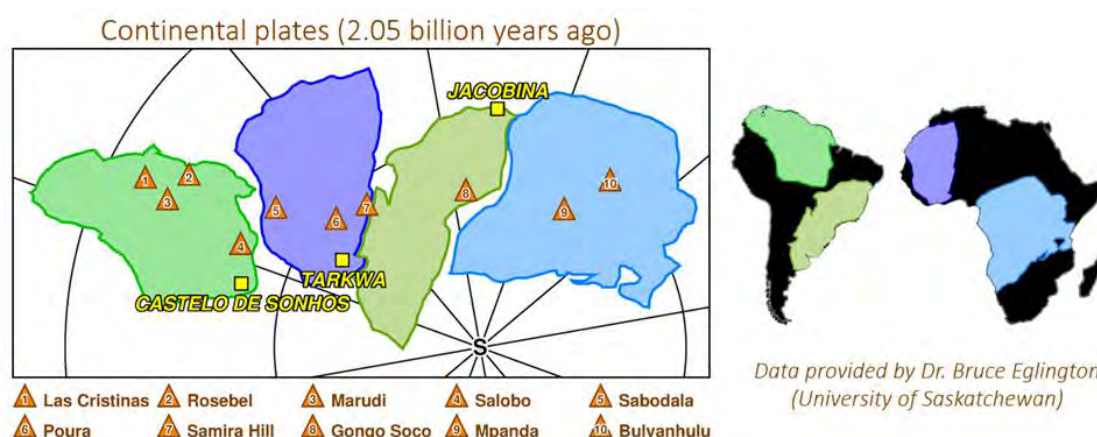 Continental plates (2.05 billion years ago)
JACOBINA
1
2
3
4
5
6
7
8
9
10
TARKWA
CASTELO DE SONHOS
S
1 Las Cristinas 2 Rosebel 3 Marudi 4 Salobo 5 Sabodala
6 Poura 7 Samira Hill 8 Gongo Soco 9 Mpanda 10 Bulyanhulu
Data provided by Dr. Bruce Eglington
(University of Saskatchewan)